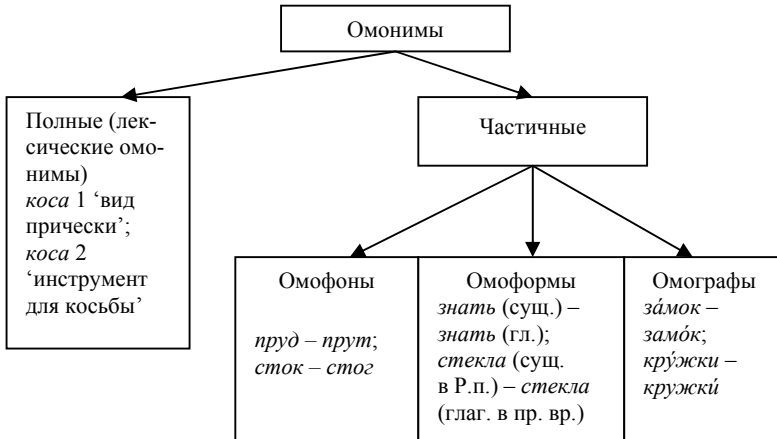 Омонимы
Полные (лек-
сические омо-
нимы)
коса 1 ‘вид
прически’;
коса 2
‘инструмент
для косьбы’
Частичные
Омофоны
пруд – прут;
сток – стог
Омоформы
знать (сущ.) –
знать (гл.);
стекла (сущ.
в Р.п.) – стекла
(глаг. в пр. вр.)
Омографы
за́мок –
замо́к;
кру́жки –
кружки́